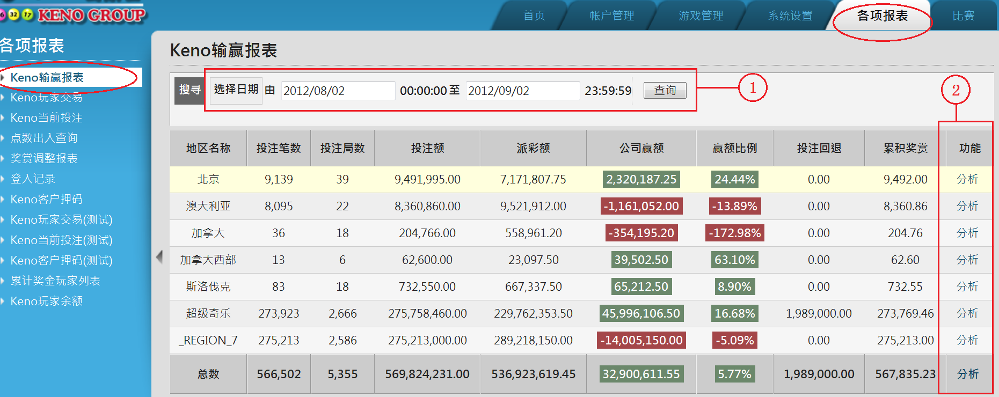 6 32 17 KENO GROUP
首页 帐户管理 游戏管理 系统设置 各项报表 比赛
各项报表
Keno输赢报表
Keno玩家交易
Keno当前投注
点数出入查询
奖赏调整报表
登入记录
Keno客户押码
Keno玩家交易(测试)
Keno当前投注(测试)
Keno客户押码(测试)
累计奖金玩家列表
Keno玩家余额
Keno输赢报表
搜寻 选择日期 由 2012/08/02 00:00:00 至 2012/09/02 23:59:59 查询 1
2
地区名称 投注笔数 投注局数 投注额 派彩额 公司赢额 赢额比例 投注回退 累积奖赏 功能
北京 9,139 39 9,491,995.00 7,171,807.75 2,320,187.25 24.44% 0.00 9,492.00 分析
澳大利亚 8,095 22 8,360,860.00 9,521,912.00 -1,161,052.00 -13.89% 0.00 8,360.86 分析
加拿大 36 18 204,766.00 558,961.20 -354,195.20 -172.98% 0.00 204.76 分析
加拿大西部 13 6 62,600.00 23,097.50 39,502.50 63.10% 0.00 62.60 分析
斯洛伐克 83 18 732,550.00 667,337.50 65,212.50 8.90% 0.00 732.55 分析
超级奇乐 273,923 2,666 275,758,460.00 229,762,353.50 45,996,106.50 16.68% 1,989,000.00 273,769.46 分析
_REGION_7 275,213 2,586 275,213,000.00 289,218,150.00 -14,005,150.00 -5.09% 0.00 275,213.00 分析
总数 566,502 5,355 569,824,231.00 536,923,619.45 32,900,611.55 5.77% 1,989,000.00 567,835.23 分析